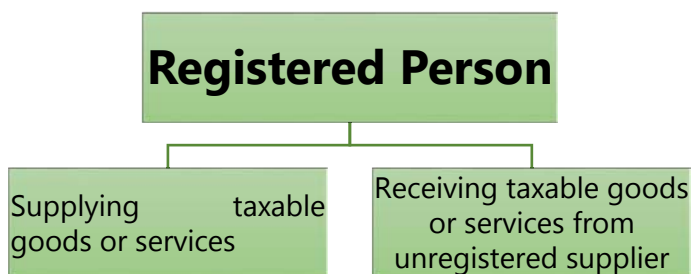 Registered Person
Supplying taxable
goods or services
Receiving taxable goods
or services from
unregistered supplier